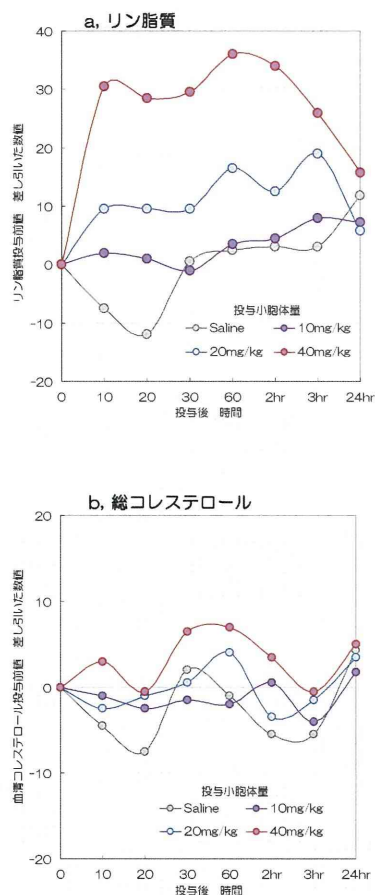 a, リン脂質
40
30
20
10
0
-10
-20
リン脂質投与前値 差し引いた数値
投与小胞体量
Saline
10mg/kg
20mg/kg
40mg/kg
0 10 20 30 60 2hr 3hr 24hr
投与後 時間
b, 総コレステロール
20
10
0
-10
-20
血清コレステロール投与前値 差し引いた数値
投与小胞体量
Saline
10mg/kg
20mg/kg
40mg/kg
0 10 20 30 60 2hr 3hr 24hr
投与後 時間